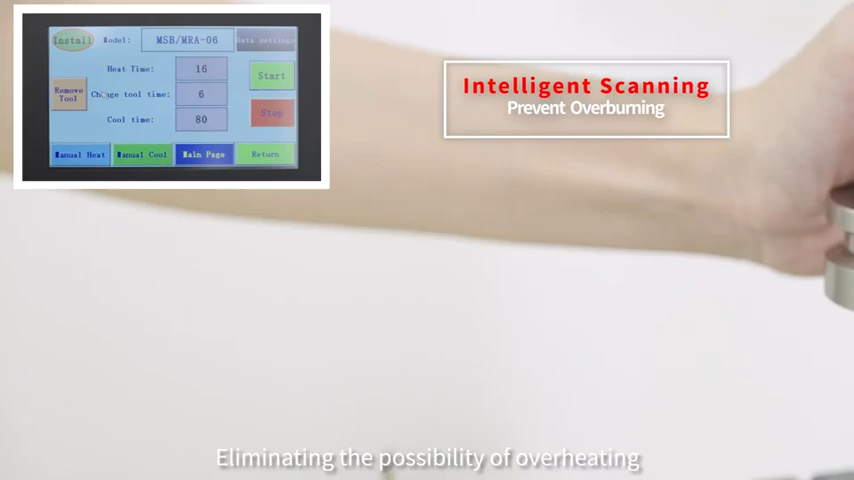 Install Model: MSB/MRA-06 Data settings
Heat Time: 16 Start
Remove Tool
Change tool time: 6
Cool time: 80 Stop
Manual Heat Manual Cool Main Page Return
Intelligent Scanning
Prevent Overburning
Eliminating the possibility of overheating